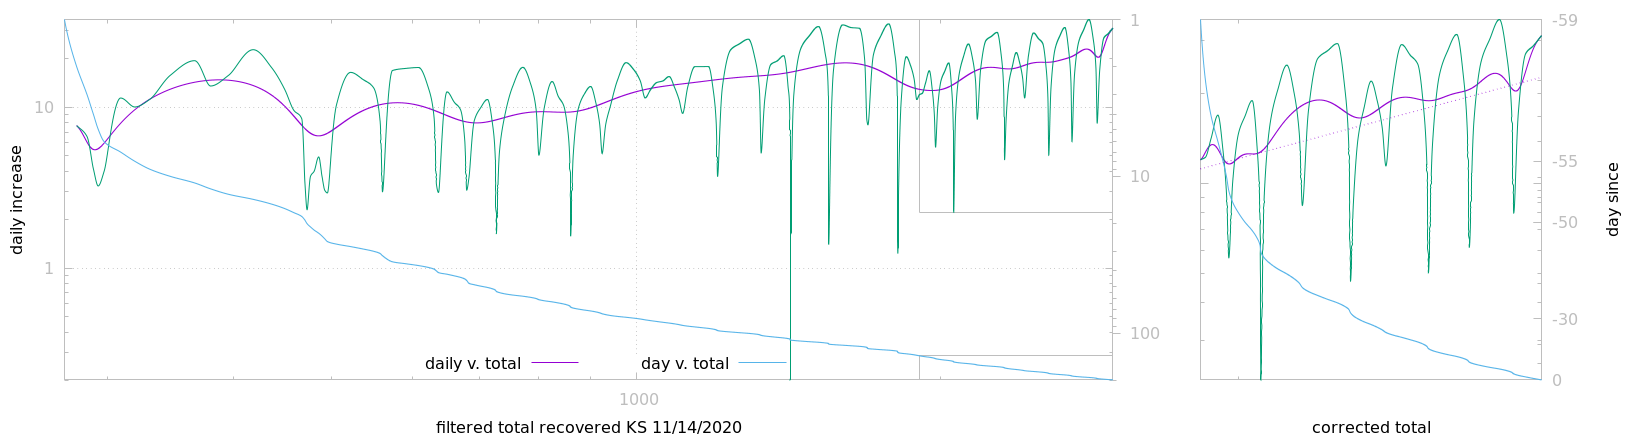 daily increase
10
1
1
10
100
1000
daily v. total
day v. total
filtered total recovered KS 11/14/2020
-59
-55
-50
-30
0
day since
corrected total